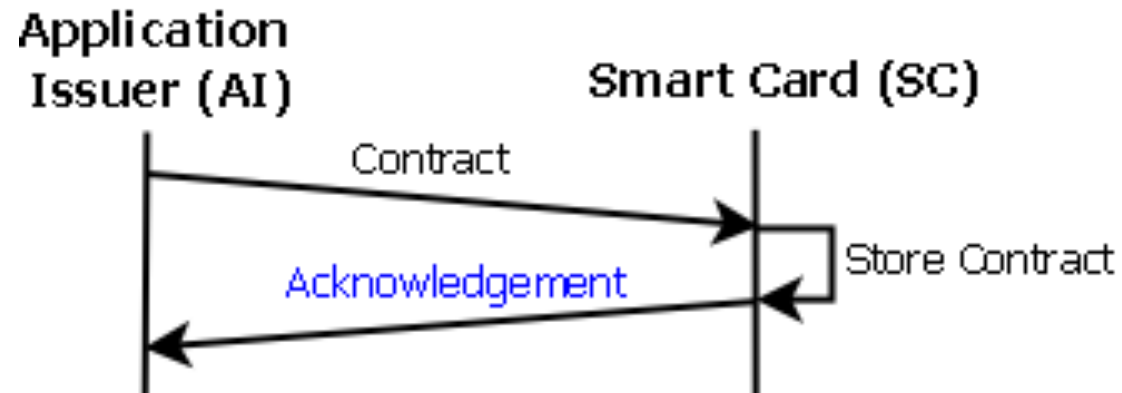 Application
Issuer (AI)
Smart Card (SC)
Contract
Store Contract
Acknowledgement